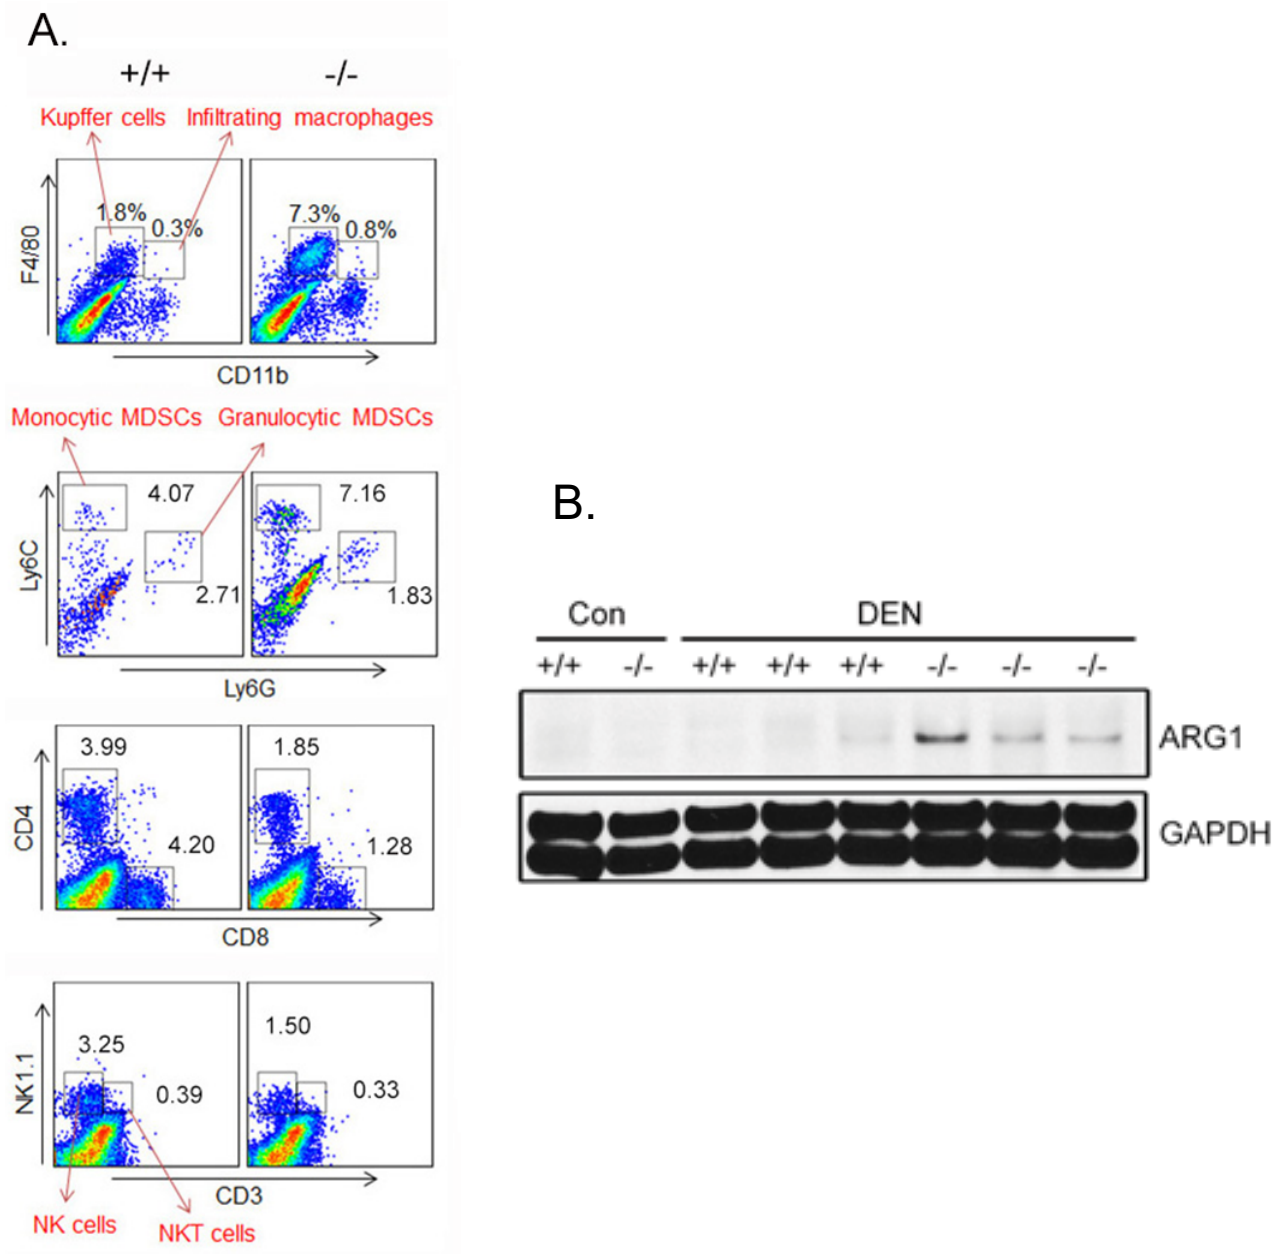 A.
+/+ -/-
Kupffer cells Infiltrating macrophages
1.8% 0.3% 7.3% 0.8%
F4/80
CD11b
Monocytic MDSCs Granulocytic MDSCs
4.07 7.16
Ly6C
2.71 1.83
Ly6G
3.99 1.85
CD4
4.20 1.28
CD8
3.25 1.50
NK1.1
0.39 0.33
CD3
NK cells NKT cells
B.
Con DEN
+/+ -/- +/+ +/+ +/+ -/- -/- -/-
ARG1
GAPDH